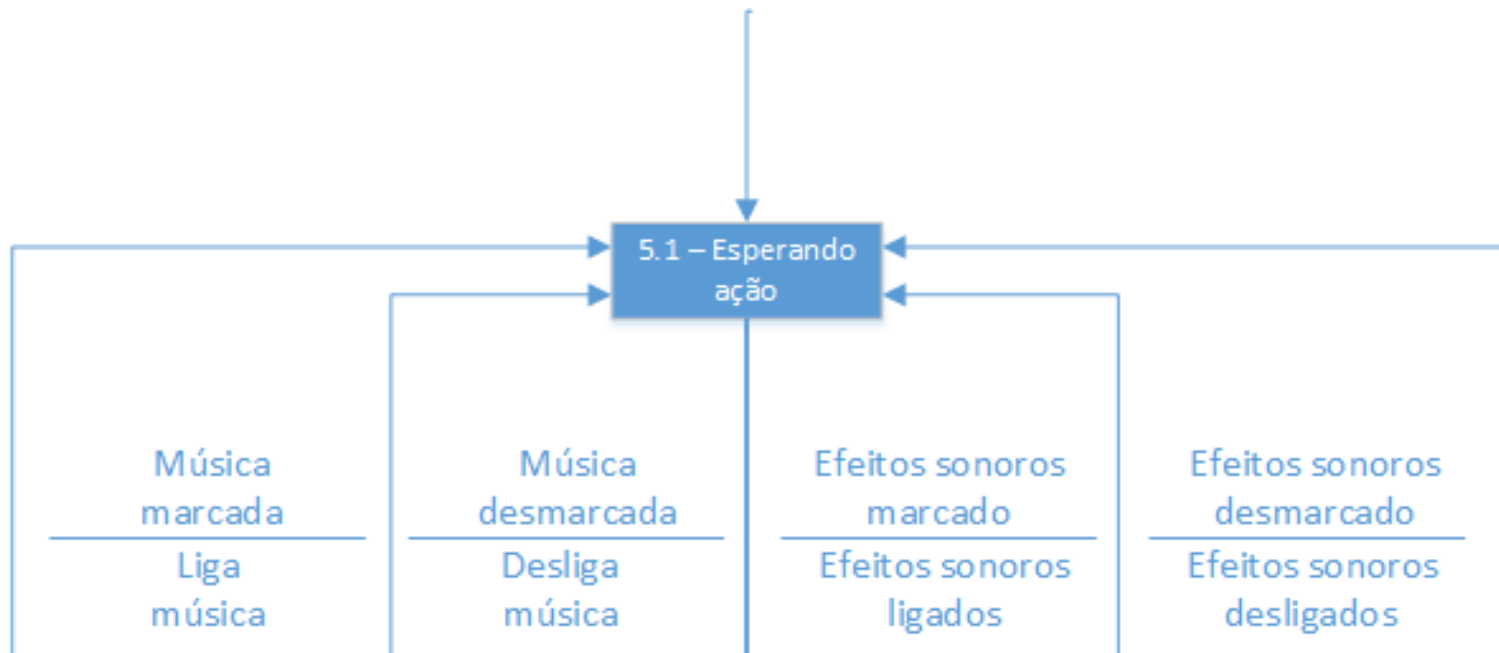 5.1 – Esperando
ação
Música
marcada
Liga
música
Música
desmarcada
Desliga
música
Efeitos sonoros
marcado
Efeitos sonoros
ligados
Efeitos sonoros
desmarcado
Efeitos sonoros
desligados